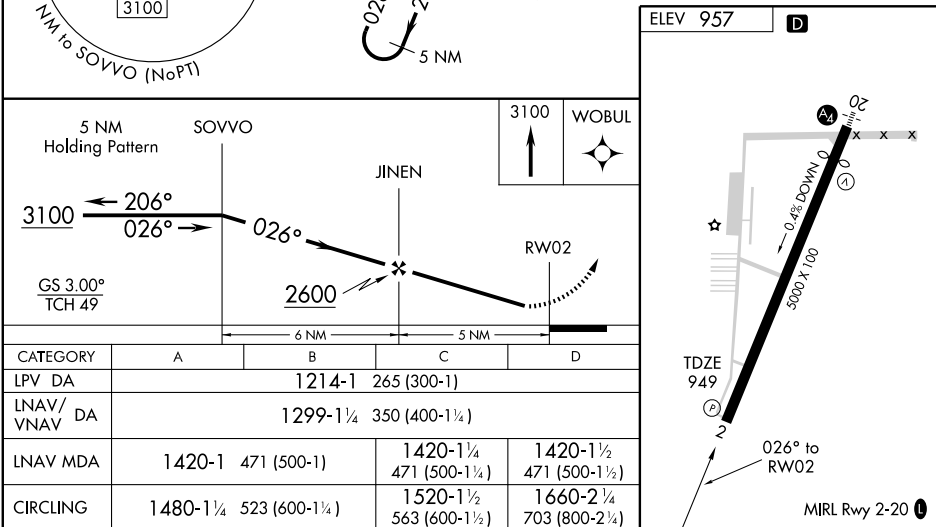 3100
NM to SOVVO (NoPT)
5 NM
ELEV 957
D
5 NM
Holding Pattern
SOVVO
JINEN
3100
WOBUL
3100
206°
026°
026°
2600
RW02
GS 3.00°
TCH 49
6 NM
5 NM
CATEGORY A B C D
LPV DA 1214-1 265 (300-1)
LNAV/VNAV DA 1299-1¼ 350 (400-1¼)
LNAV MDA 1420-1 471 (500-1) 1420-1¼ 471 (500-1¼) 1420-1½ 471 (500-1½)
CIRCLING 1480-1¼ 523 (600-1¼) 1520-1½ 563 (600-1½) 1660-2¼ 703 (800-2¼)
A4
20
X X X
V
0.4% DOWN
5000 X 100
TDZE
949
P
2
026° to
RW02
MIRL Rwy 2-20 L